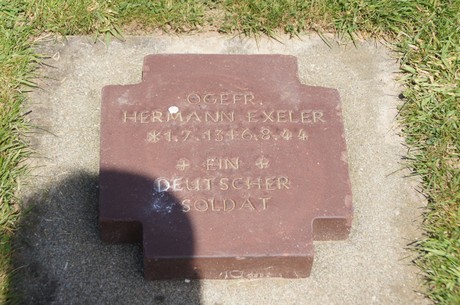 OGEFR.
HERMANN EXELER
*1.7.13 +6.8.44
+ EIN +
DEUTSCHER
SOLDAT